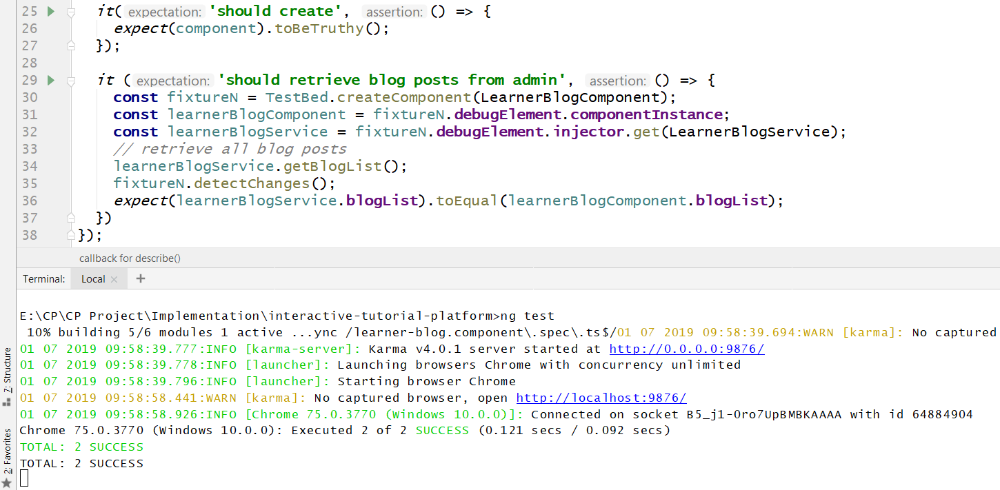 25 it( expectation: 'should create', assertion: () => {
26 expect(component).toBeTruthy();
27 });
28
29 it ( expectation: 'should retrieve blog posts from admin', assertion: () => {
30 const fixtureN = TestBed.createComponent(LearnerBlogComponent);
31 const learnerBlogComponent = fixtureN.debugElement.componentInstance;
32 const learnerBlogService = fixtureN.debugElement.injector.get(LearnerBlogService);
33 // retrieve all blog posts
34 learnerBlogService.getBlogList();
35 fixtureN.detectChanges();
36 expect(learnerBlogService.blogList).toEqual(learnerBlogComponent.blogList);
37 })
38 });
callback for describe()
Terminal: Local × +
E:\CP\CP Project\Implementation\interactive-tutorial-platform>ng test
10% building 5/6 modules 1 active ...ync /learner-blog.component\.spec\.ts$/01 07 2019 09:58:39.694:WARN [karma]: No captured
01 07 2019 09:58:39.777:INFO [karma-server]: Karma v4.0.1 server started at http://0.0.0.0:9876/
01 07 2019 09:58:39.778:INFO [launcher]: Launching browsers Chrome with concurrency unlimited
01 07 2019 09:58:39.796:INFO [launcher]: Starting browser Chrome
01 07 2019 09:58:58.441:WARN [karma]: No captured browser, open http://localhost:9876/
01 07 2019 09:58:58.926:INFO [Chrome 75.0.3770 (Windows 10.0.0)]: Connected on socket B5_j1-0ro7UpBMBKAAAA with id 64884904
Chrome 75.0.3770 (Windows 10.0.0): Executed 2 of 2 SUCCESS (0.121 secs / 0.092 secs)
TOTAL: 2 SUCCESS
TOTAL: 2 SUCCESS
7: Structure
2: Favorites